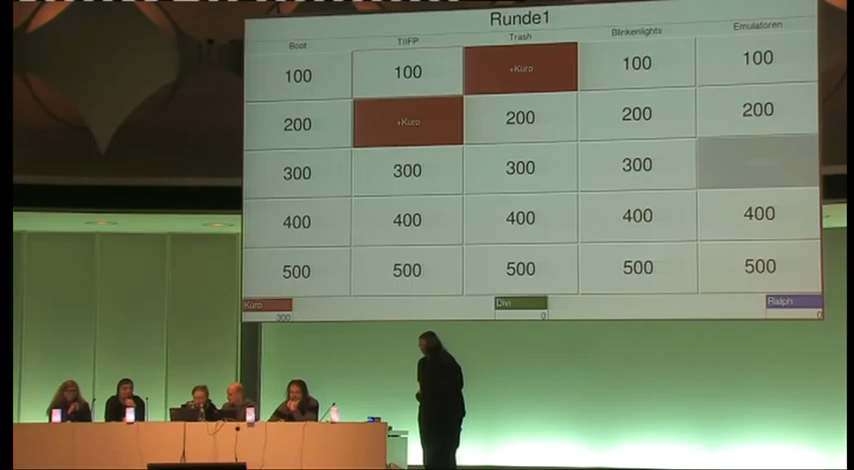 Runde1
Boot TIIFP Trash Blinkenlights Emulatoren
100 100 +Kuro 100 100
200 +Kuro 200 200 200
300 300 300 300
400 400 400 400 400
500 500 500 500 500
Kuro Divi Ralph
300 0 0